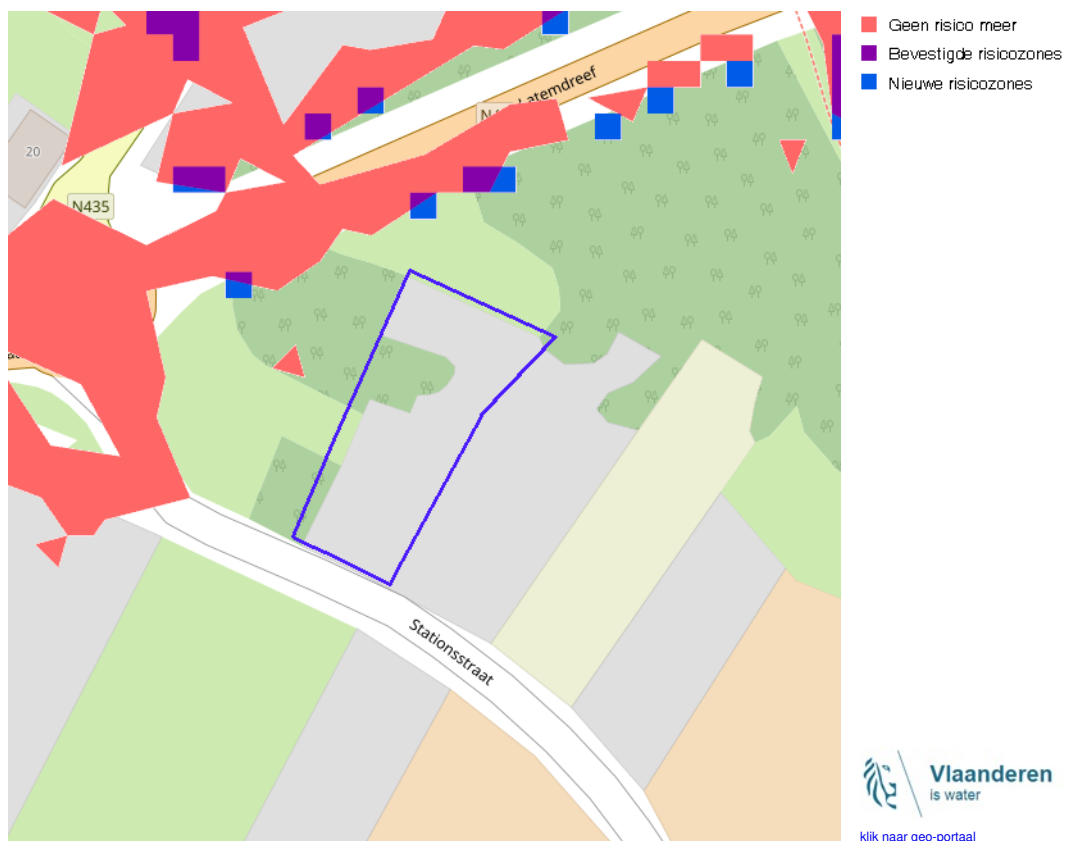 Geen risico meer
Bevestigde risicozones
Nieuwe risicozones
Latemdreef
20
N435
Stationsstraat
Vlaanderen
is water
klik naar geo-portaal